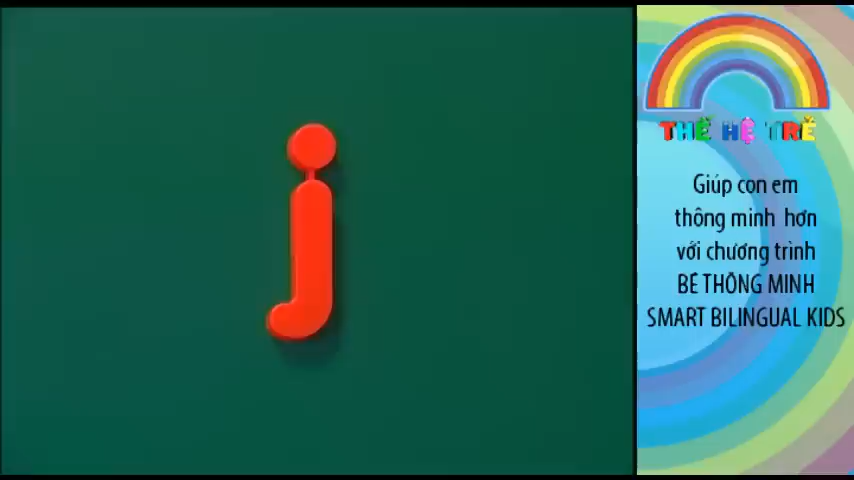 j
THẾ HỆ TRẺ
Giúp con em
thông minh hơn
với chương trình
BÉ THÔNG MINH
SMART BILINGUAL KIDS